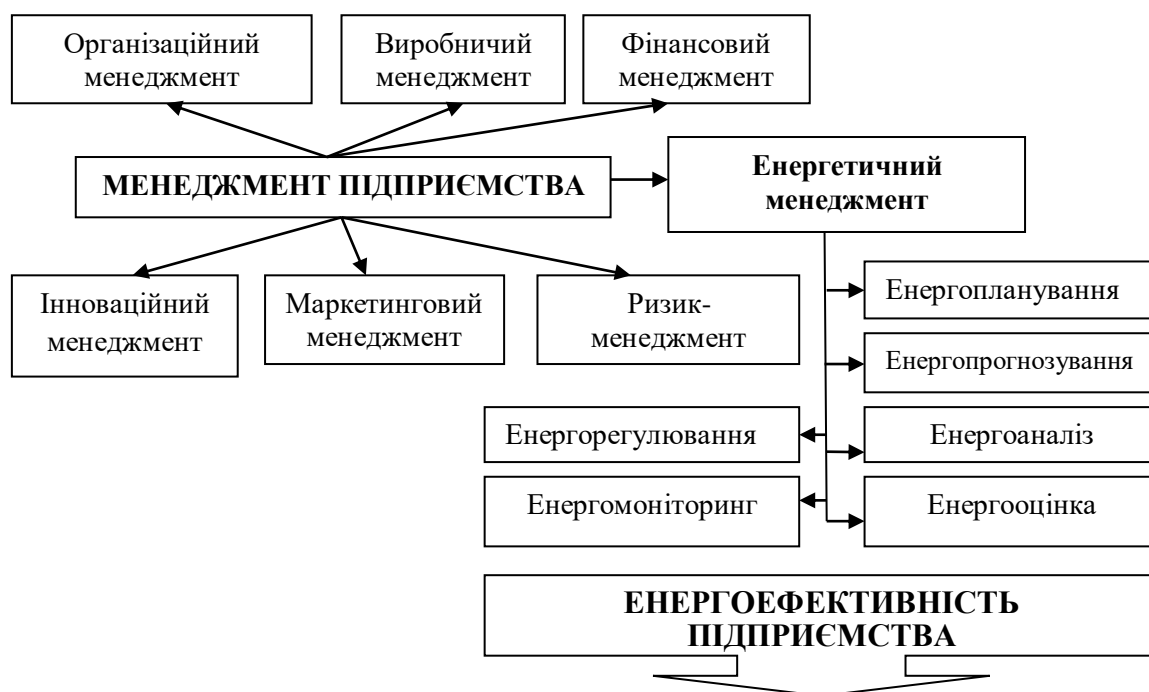 Організаційний
менеджмент
Виробничий
менеджмент
Фінансовий
менеджмент
МЕНЕДЖМЕНТ ПІДПРИЄМСТВА
Енергетичний
менеджмент
Інноваційний
менеджмент
Маркетинговий
менеджмент
Ризик-
менеджмент
Енергопланування
Енергопрогнозування
Енергорегулювання
Енергоаналіз
Енергомоніторинг
Енергооцінка
ЕНЕРГОЕФЕКТИВНІСТЬ
ПІДПРИЄМСТВА